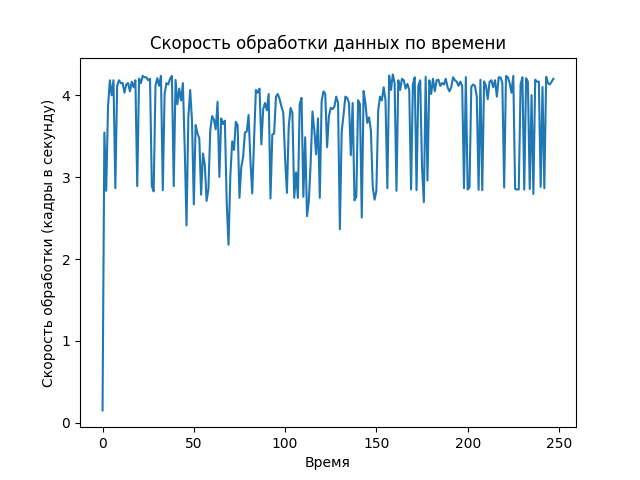 Скорость обработки данных по времени
Скорость обработки (кадры в секунду)
4
3
2
1
0
0 50 100 150 200 250
Время